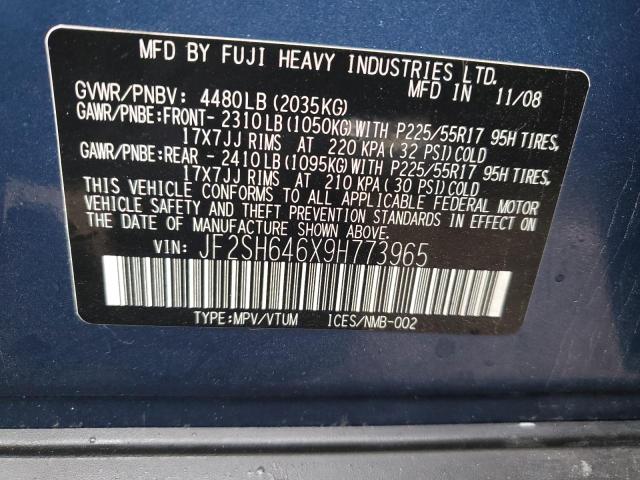 MFD BY FUJI HEAVY INDUSTRIES LTD.
MFD IN 11/08
GVWR/PNBV: 4480LB(2035KG)
GAWR/PNBE:FRONT- 2310LB(1050KG)WITH P225/55R17 95H TIRES,
17X7JJ RIMS AT 220 KPA(32 PSI)COLD
GAWR/PNBE:REAR - 2410LB(1095KG)WITH P225/55R17 95H TIRES,
17X7JJ RIMS AT 210 KPA(30 PSI)COLD
THIS VEHICLE CONFORMS TO ALL APPLICABLE FEDERAL MOTOR
VEHICLE SAFETY AND THEFT PREVENTION STANDARDS IN EFFECT ON
THE DATE OF MANUFACTURE SHOWN ABOVE.
VIN: JF2SH646X9H773965
TYPE:MPV/VTUM ICES/NMB-002